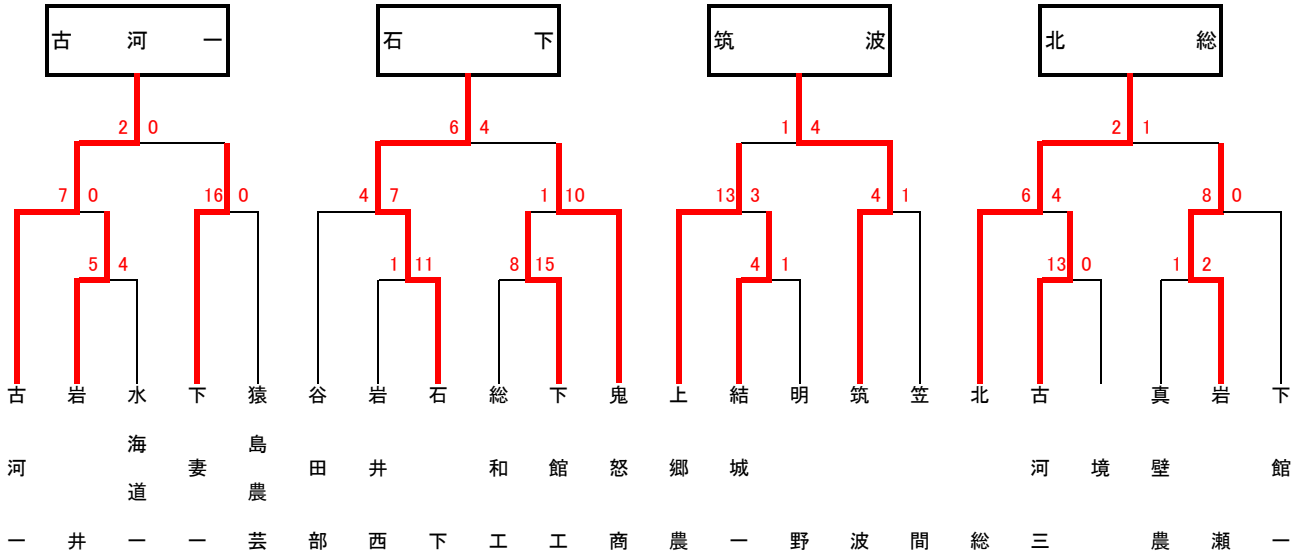 古河一 石下 筑波 北総
2 0 6 4 1 4 2 1
7 0 16 0 4 7 1 10 13 3 4 1 6 4 8 0
5 4 1 11 8 15 4 1 13 0 1 2
古河一
岩井
水海道一
下妻一
猿島農芸
谷田部
岩井西
石下
総和工
下館工
鬼怒商
上郷農
結城一
明野
筑波
笠間
北総
古河三
境
真壁農
岩瀬
下館一